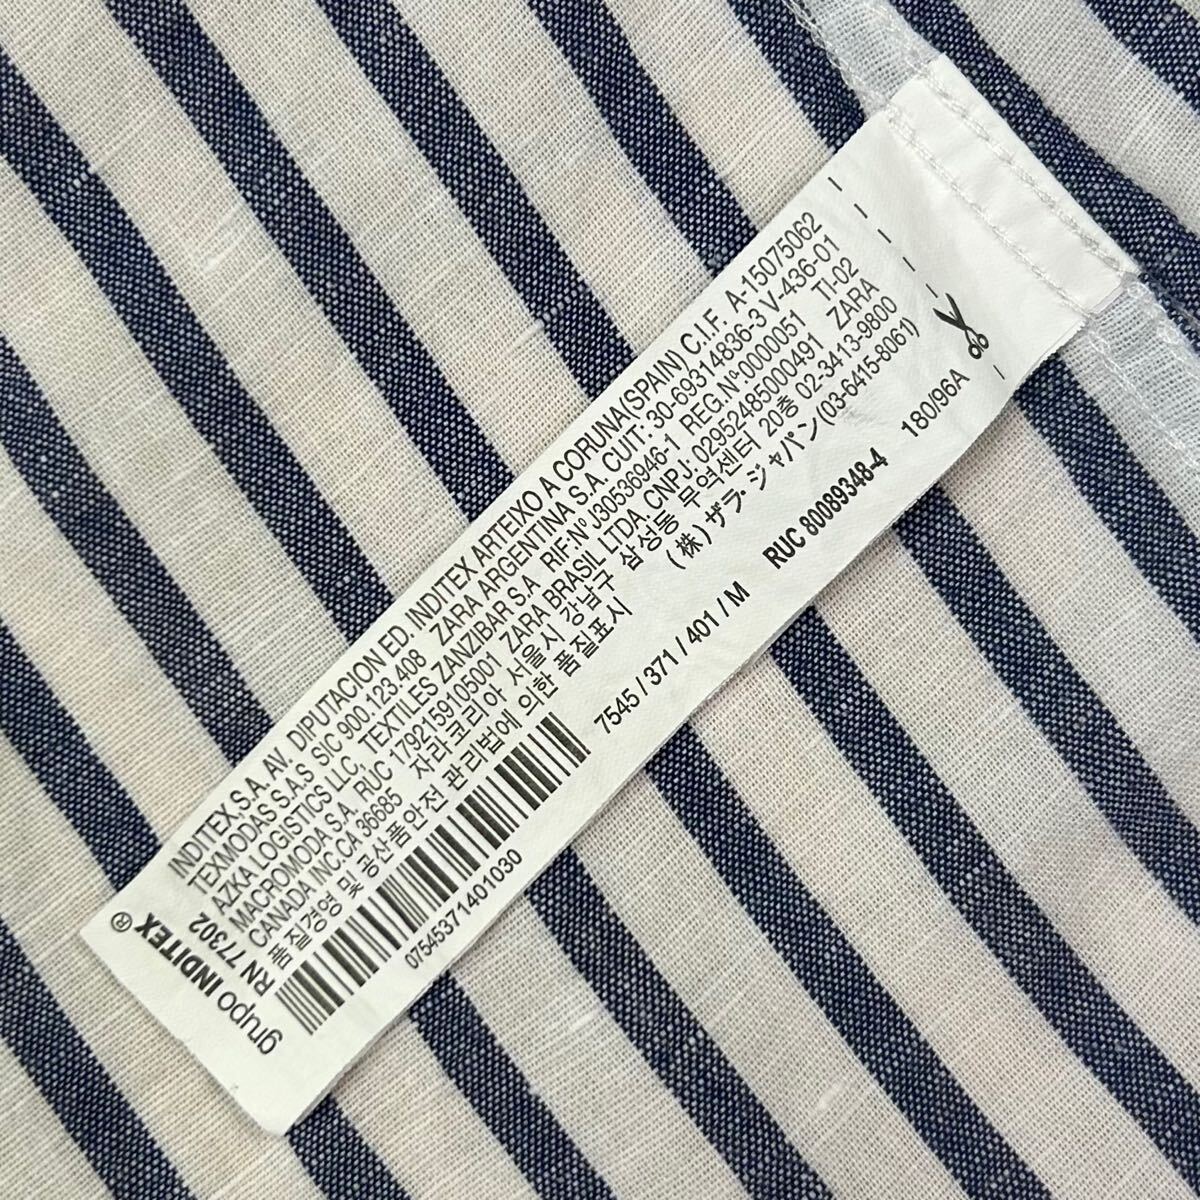 grupo INDITEX ®
RN 77302
INDITEX,S.A. AV. DIPUTACION ED. INDITEX ARTEIXO A CORUNA(SPAIN) C.I.F. A-15075062
TEXMODAS S.A.S SIC 900.123.408 ZARA ARGENTINA S.A. CUIT: 30-69314836-3 V-436-01
AZKA LOGISTICS LLC, TEXTILES ZANZIBAR S.A RIF-Nº J30536946-1 REG.Nº.0000051 TI-02
MACROMODA S.A. RUC 1792159105001 ZARA BRASIL LTDA. CNPJ: 02952485000491 ZARA
CANADA INC.CA 36685 자라코리아 서울시 강남구 삼성동 무역센터 20층 02-3413-9800
품질경영 및 공산품안전 관리법에 의한 품질표시 (株)ザラ・ジャパン(03-6415-8061)
07545371401030
7545 / 371 / 401 / M RUC 80089348-4 180/96A